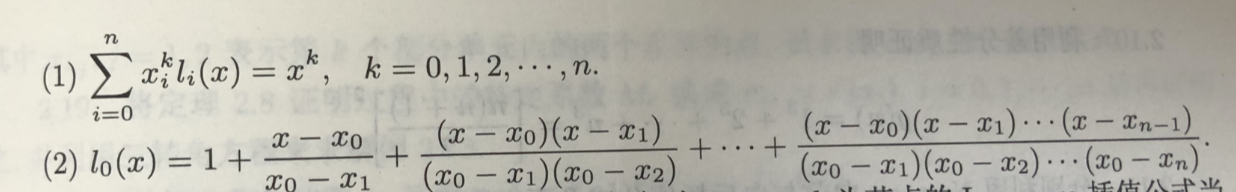 (1) $\sum_{i=0}^{n} x_i^k l_i(x) = x^k, \quad k = 0, 1, 2, \cdots, n.$
(2) $l_0(x) = 1 + \frac{x - x_0}{x_0 - x_1} + \frac{(x - x_0)(x - x_1)}{(x_0 - x_1)(x_0 - x_2)} + \cdots + \frac{(x - x_0)(x - x_1) \cdots (x - x_{n-1})}{(x_0 - x_1)(x_0 - x_2) \cdots (x_0 - x_n)}.$